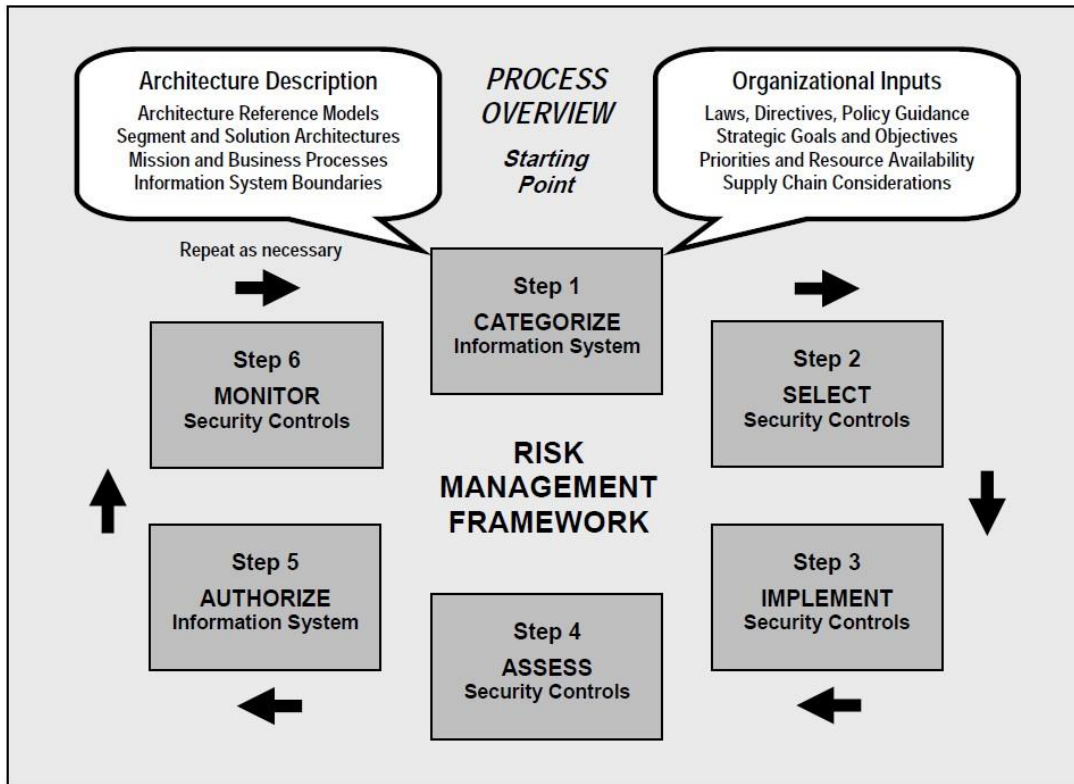 Architecture Description
Architecture Reference Models
Segment and Solution Architectures
Mission and Business Processes
Information System Boundaries
PROCESS
OVERVIEW
Starting
Point
Organizational Inputs
Laws, Directives, Policy Guidance
Strategic Goals and Objectives
Priorities and Resource Availability
Supply Chain Considerations
Repeat as necessary
Step 1
CATEGORIZE
Information System
Step 2
SELECT
Security Controls
Step 3
IMPLEMENT
Security Controls
Step 4
ASSESS
Security Controls
Step 5
AUTHORIZE
Information System
Step 6
MONITOR
Security Controls
RISK
MANAGEMENT
FRAMEWORK